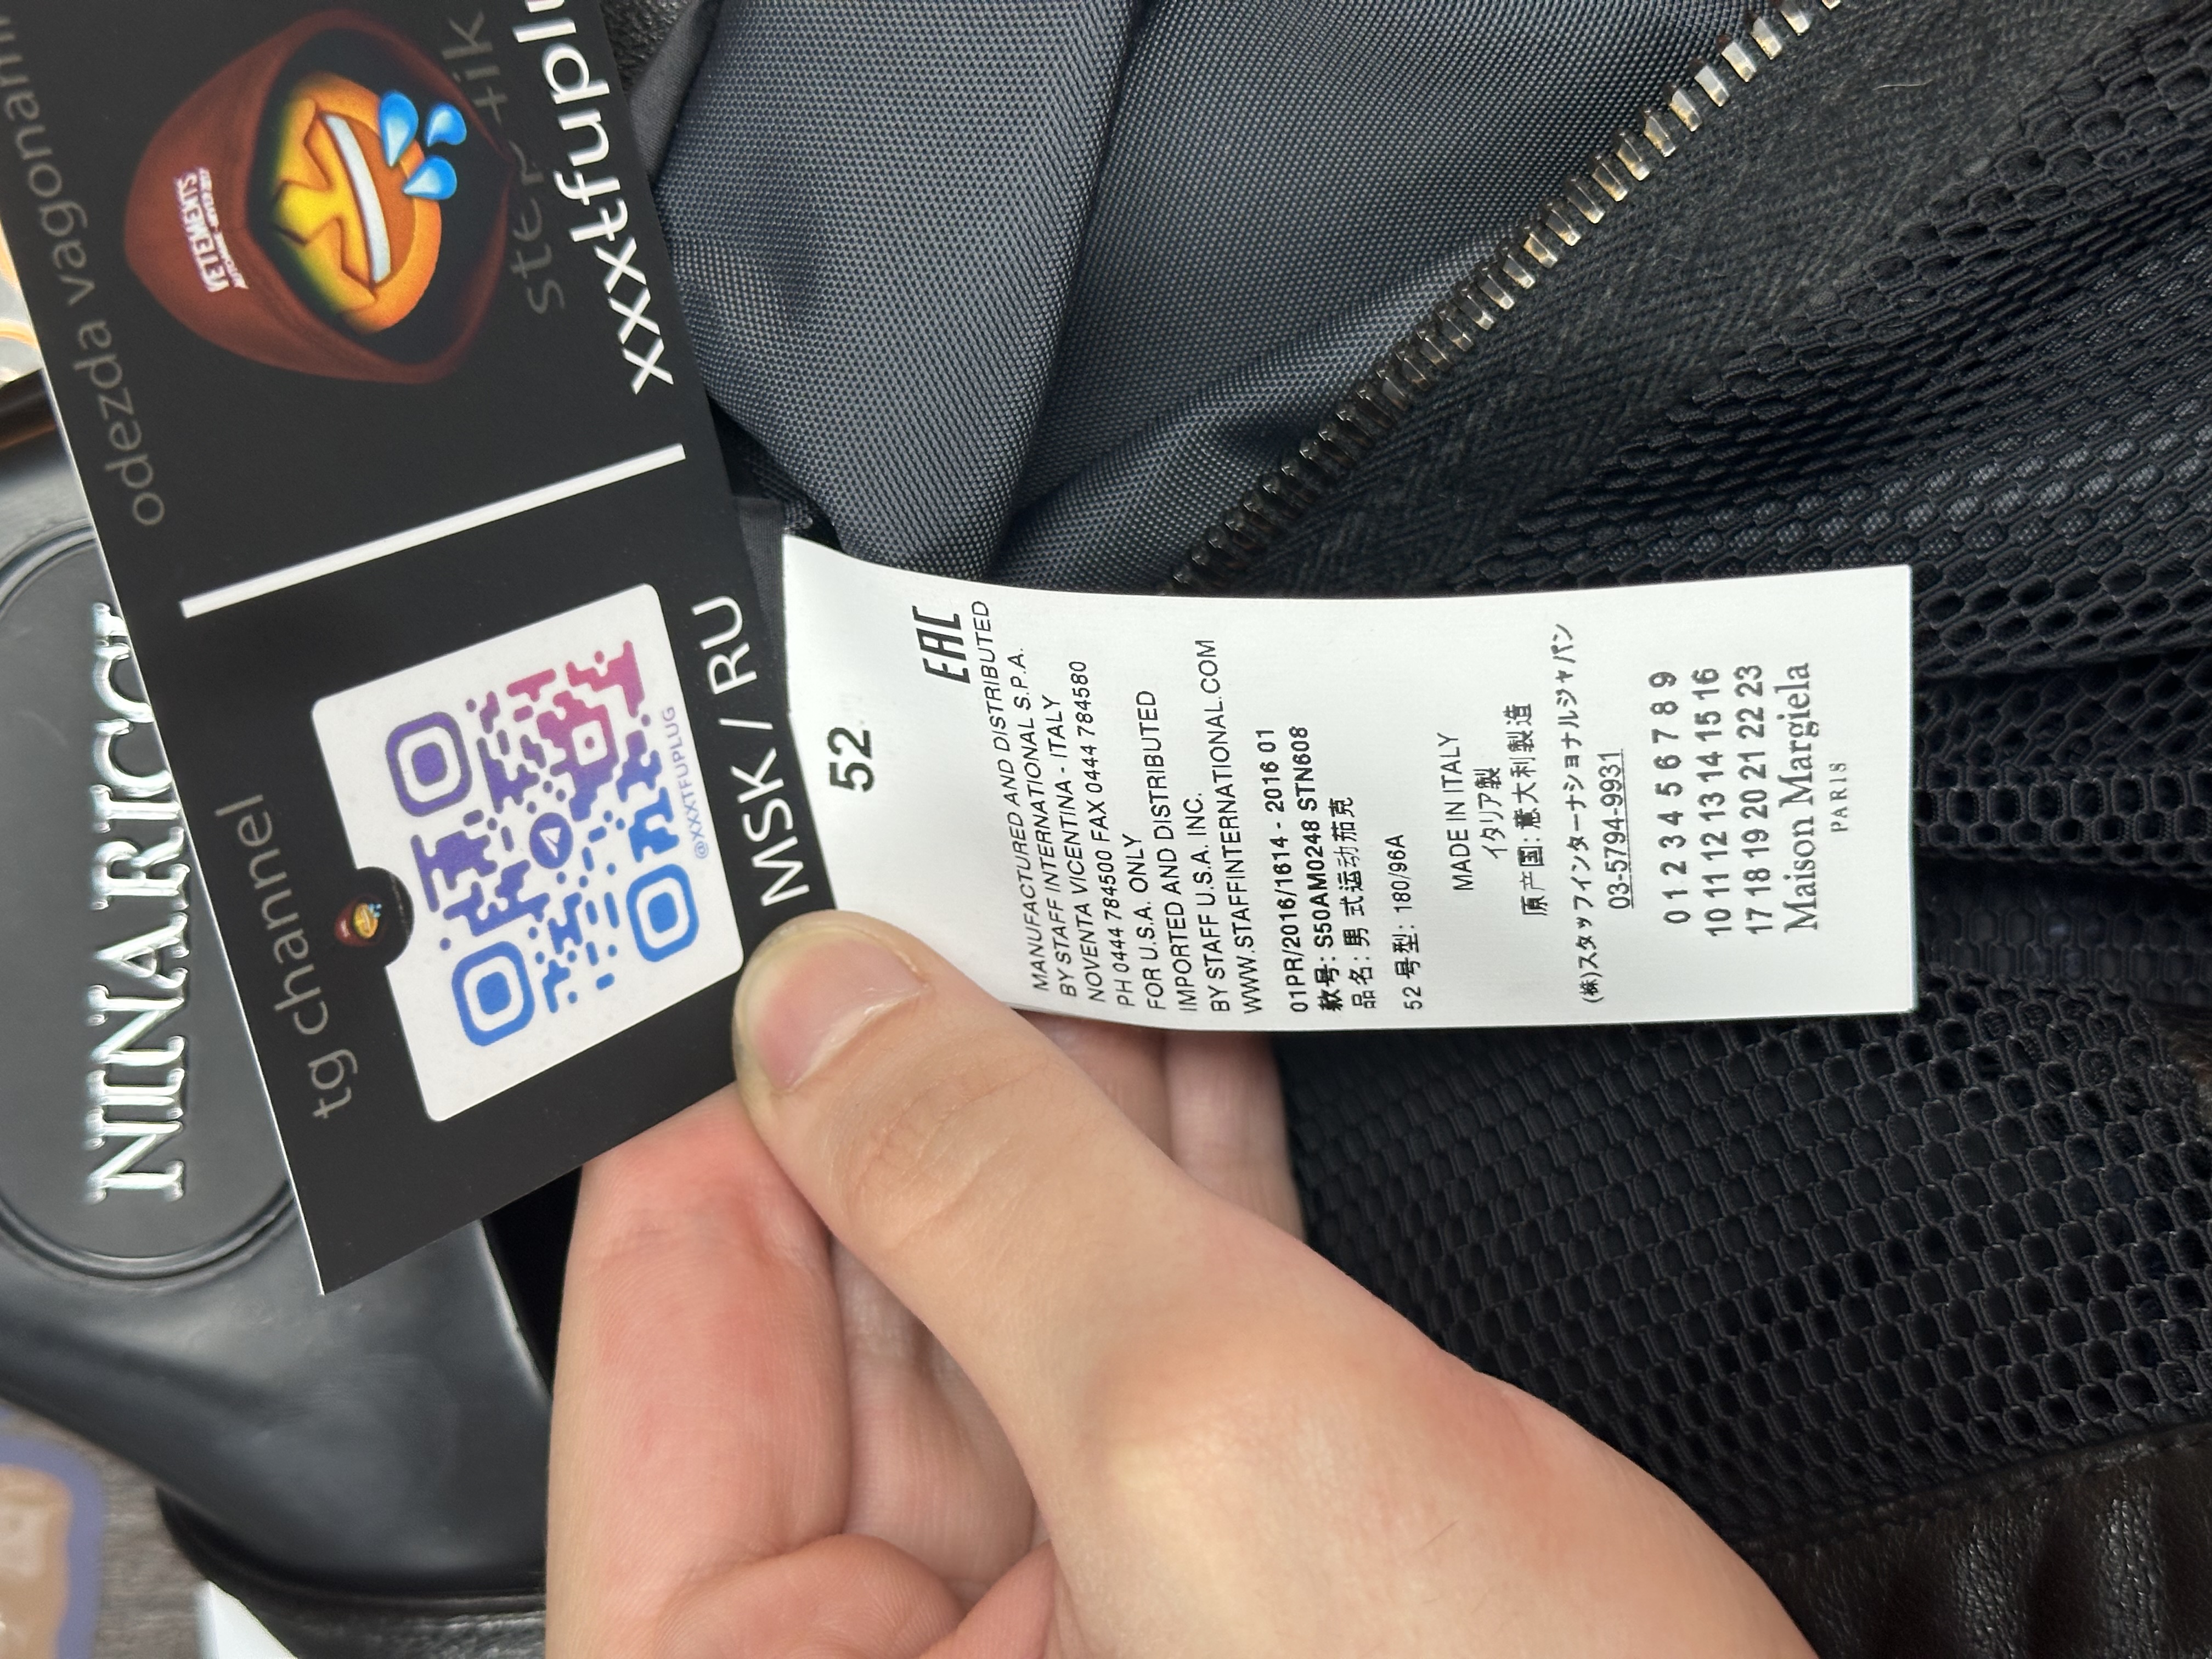 odezda vagonami
VETEMENTS
ster tik
xxxtfuplu
tg channel
@XXXTFUPLUG
MSK / RU
NINA RICCI
52
EAC
MANUFACTURED AND DISTRIBUTED
BY STAFF INTERNATIONAL S.P.A.
NOVENTA VICENTINA - ITALY
PH 0444 784500 FAX 0444 784580
FOR U.S.A. ONLY
IMPORTED AND DISTRIBUTED
BY STAFF U.S.A. INC.
WWW.STAFFINTERNATIONAL.COM
01PR/2016/1614 - 2016 01
款号: S50AM0248 STN608
品名: 男 式运动茄克
52 号型: 180/96A
MADE IN ITALY
イタリア製
原产国: 意大利製造
(株)スタッフインターナショナルジャパン
03-5794-9931
0 1 2 3 4 5 6 7 8 9
10 11 12 13 14 15 16
17 18 19 20 21 22 23
Maison Margiela
PARIS